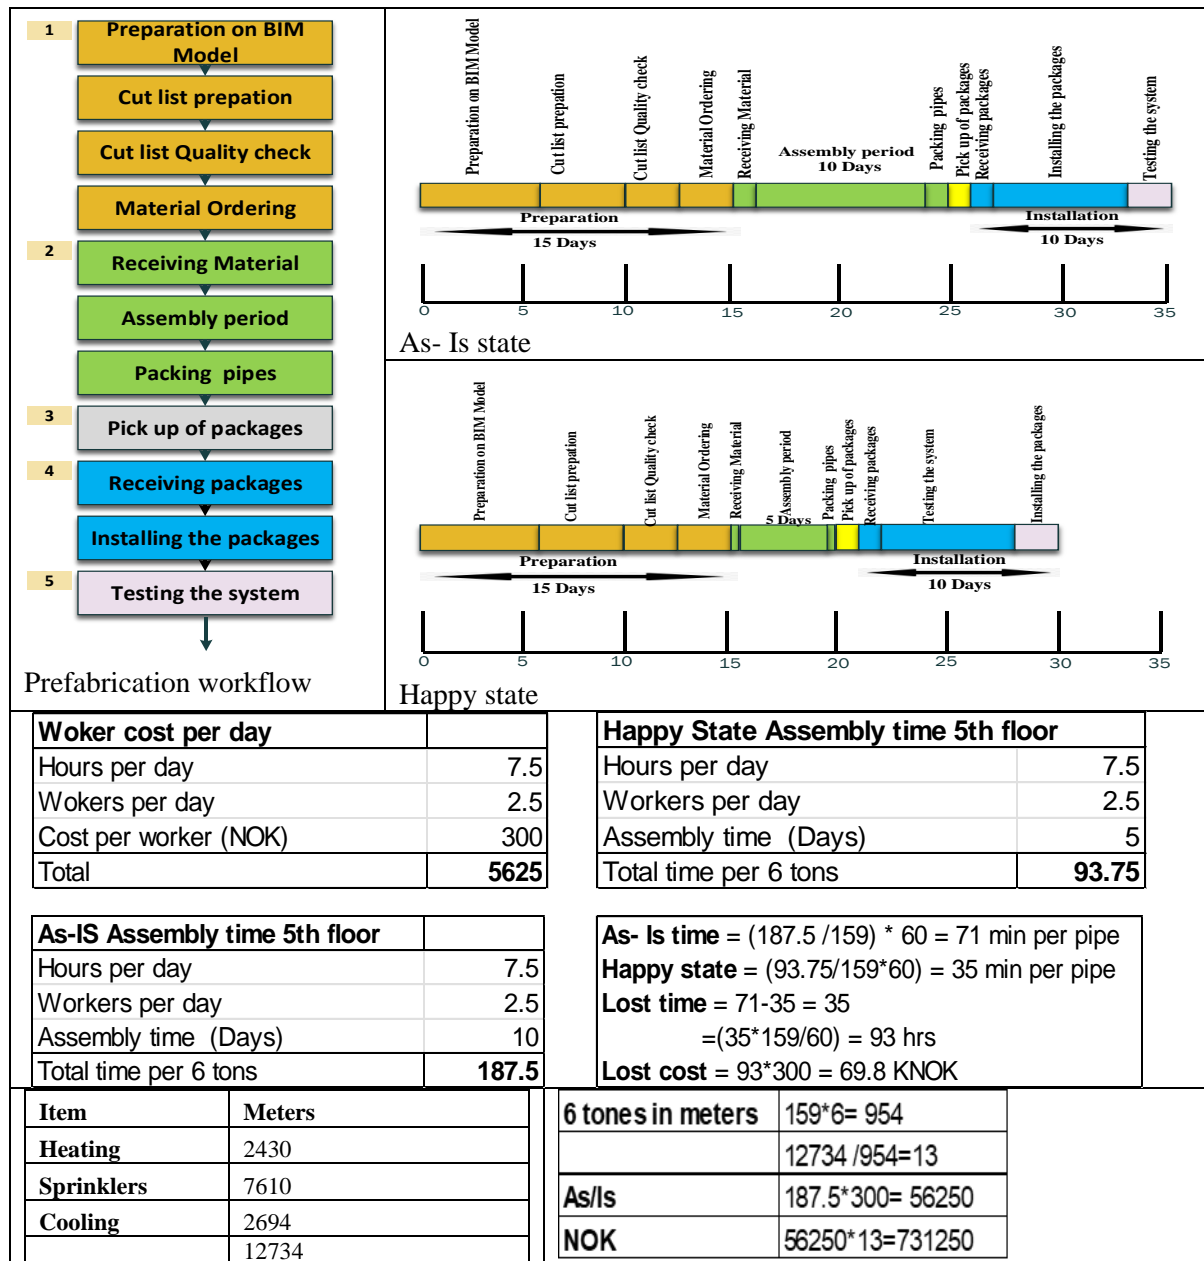 1
Preparation on BIM
Model
Cut list prepation
Cut list Quality check
Material Ordering
2
Receiving Material
Assembly period
Packing pipes
3
Pick up of packages
4
Receiving packages
Installing the packages
5
Testing the system
Prefabrication workflow
Preparation on BIM Model
Cut list prepation
Cut list Quality check
Material Ordering
Receiving Material
Assembly period
10 Days
Packing pipes
Pick up of packages
Receiving packages
Installing the packages
Testing the system
Preparation
15 Days
Installation
10 Days
0 5 10 15 20 25 30 35
As- Is state
Preparation on BIM Model
Cut list prepation
Cut list Quality check
Material Ordering
Receiving Material
Assembly period
5 Days
Packing pipes
Pick up of packages
Receiving packages
Testing the system
Installing the packages
Preparation
15 Days
Installation
10 Days
0 5 10 15 20 25 30 35
Happy state
Woker cost per day
Hours per day 7.5
Wokers per day 2.5
Cost per worker (NOK) 300
Total 5625
Happy State Assembly time 5th floor
Hours per day 7.5
Workers per day 2.5
Assembly time (Days) 5
Total time per 6 tons 93.75
As-IS Assembly time 5th floor
Hours per day 7.5
Workers per day 2.5
Assembly time (Days) 10
Total time per 6 tons 187.5
As- Is time = (187.5 /159) * 60 = 71 min per pipe
Happy state = (93.75/159*60) = 35 min per pipe
Lost time = 71-35 = 35
=(35*159/60) = 93 hrs
Lost cost = 93*300 = 69.8 KNOK
Item Meters
Heating 2430
Sprinklers 7610
Cooling 2694
12734
6 tones in meters 159*6= 954
12734 /954=13
As/Is 187.5*300= 56250
NOK 56250*13=731250